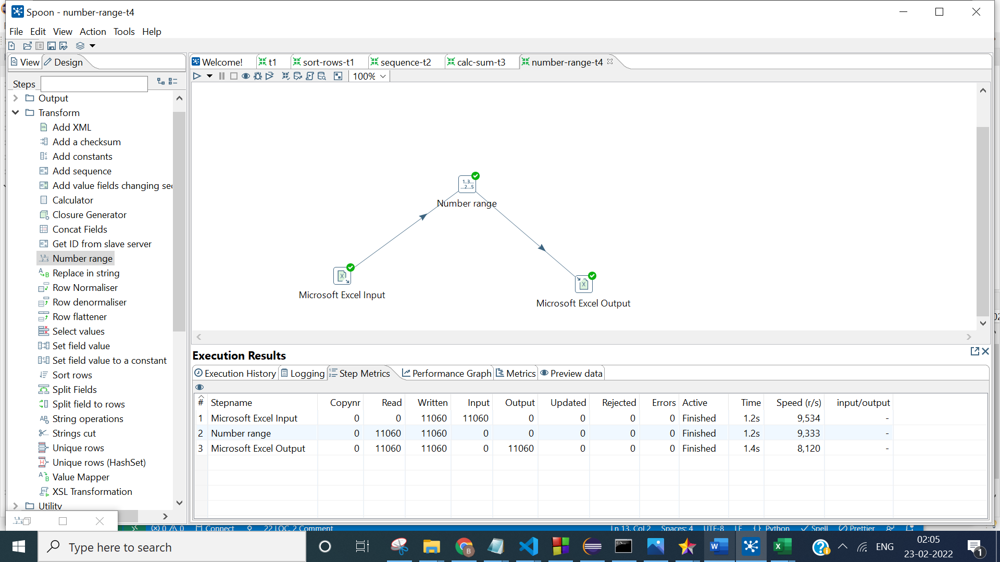 Spoon - number-range-t4
File Edit View Action Tools Help
View Design
Welcome! t1 sort-rows-t1 sequence-t2 calc-sum-t3 number-range-t4
100%
Steps
Output
Transform
Add XML
Add a checksum
Add constants
Add sequence
Add value fields changing se
Calculator
Closure Generator
Concat Fields
Get ID from slave server
Number range
Replace in string
Row Normaliser
Row denormaliser
Row flattener
Select values
Set field value
Set field value to a constant
Sort rows
Split Fields
Split field to rows
String operations
Strings cut
Unique rows
Unique rows (HashSet)
Value Mapper
XSL Transformation
Utility
Number range
Microsoft Excel Input
Microsoft Excel Output
Execution Results
Execution History Logging Step Metrics Performance Graph Metrics Preview data
# Stepname Copynr Read Written Input Output Updated Rejected Errors Active Time Speed (r/s) input/output
1 Microsoft Excel Input 0 0 11060 11060 0 0 0 0 Finished 1.2s 9,534 -
2 Number range 0 11060 11060 0 0 0 0 0 Finished 1.2s 9,333 -
3 Microsoft Excel Output 0 11060 11060 0 11060 0 0 0 Finished 1.4s 8,120 -
0 0 Connect 22 LOC, 2 Comment Ln 13, Col 2 Spaces: 4 UTF-8 LF {} Python Spell Prettier
Type here to search
ENG
02:05
23-02-2022
1